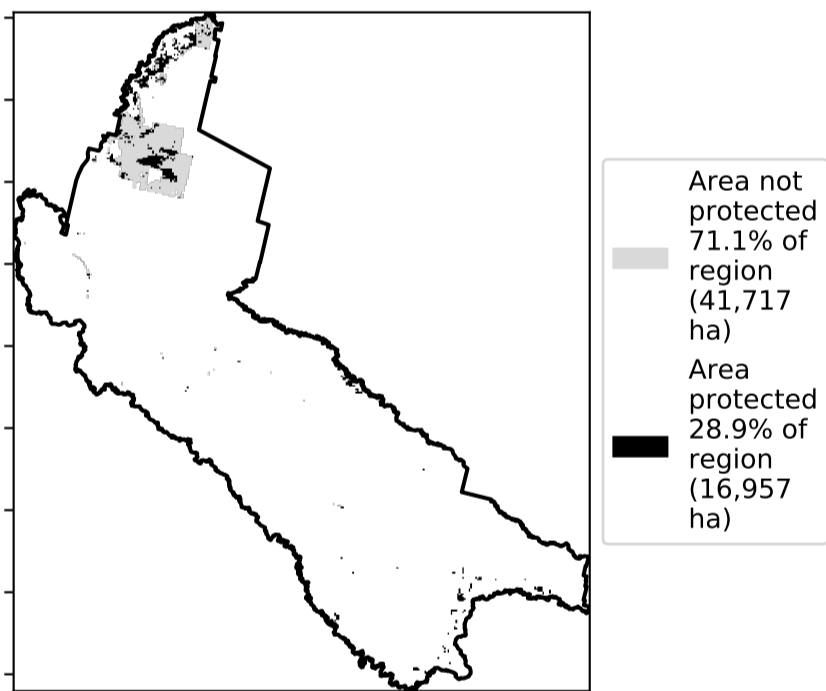 Area not
protected
71.1% of
region
(41,717
ha)
Area
protected
28.9% of
region
(16,957
ha)